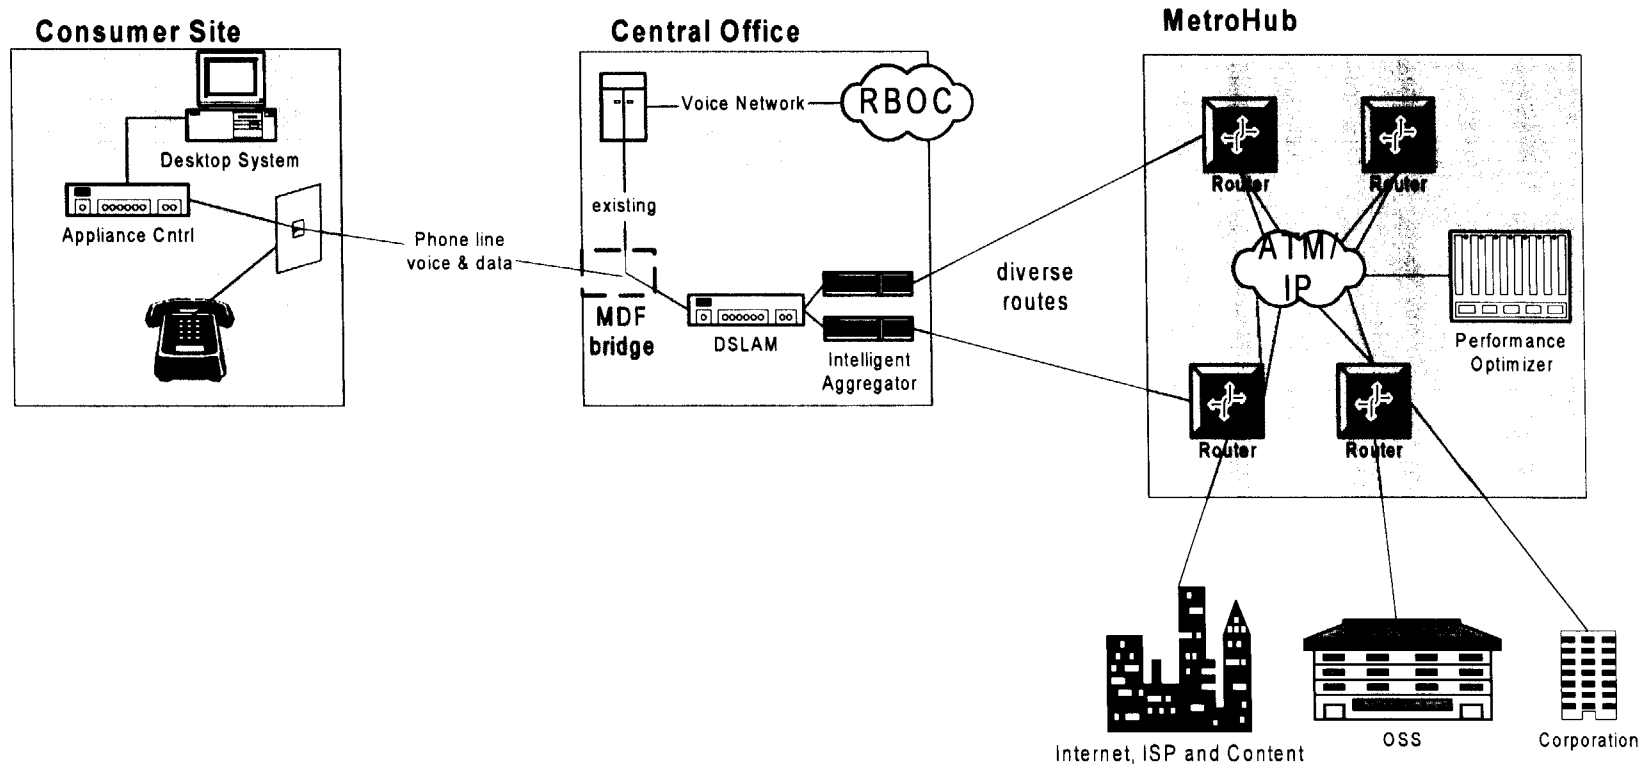 Consumer Site
Central Office
MetroHub
Desktop System
Appliance Cntrl
Phone line
voice & data
Voice Network
RBOC
existing
MDF
bridge
DSLAM
Intelligent
Aggregator
diverse
routes
Router
Router
ATM/
IP
Performance
Optimizer
Router
Router
Internet, ISP and Content
OSS
Corporation